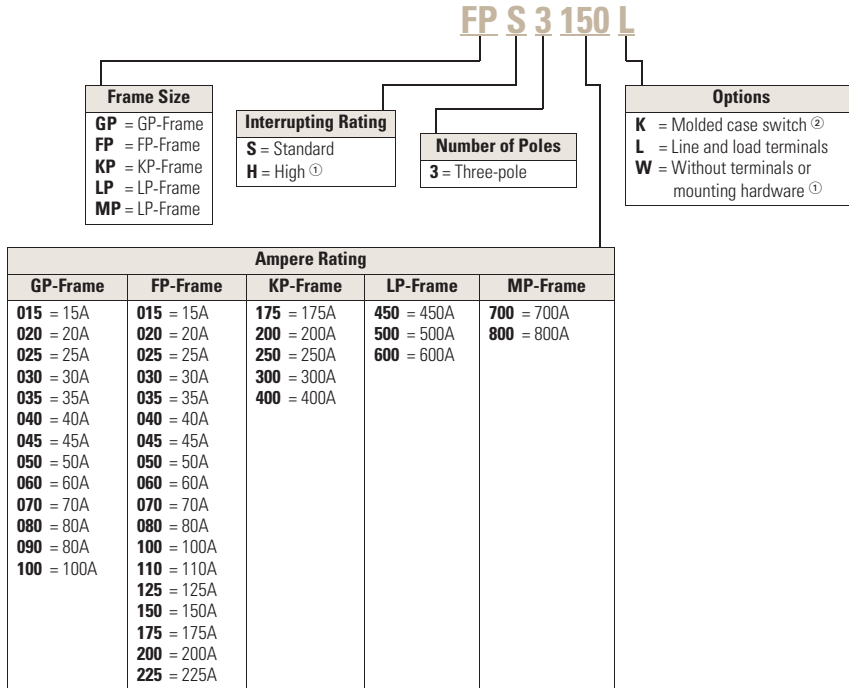 FP S 3 150 L
Frame Size
GP = GP-Frame
FP = FP-Frame
KP = KP-Frame
LP = LP-Frame
MP = LP-Frame
Interrupting Rating
S = Standard
H = High ①
Number of Poles
3 = Three-pole
Options
K = Molded case switch ②
L = Line and load terminals
W = Without terminals or
mounting hardware ①
Ampere Rating
GP-Frame FP-Frame KP-Frame LP-Frame MP-Frame
015 = 15A 015 = 15A 175 = 175A 450 = 450A 700 = 700A
020 = 20A 020 = 20A 200 = 200A 500 = 500A 800 = 800A
025 = 25A 025 = 25A 250 = 250A 600 = 600A
030 = 30A 030 = 30A 300 = 300A
035 = 35A 035 = 35A 400 = 400A
040 = 40A 040 = 40A
045 = 45A 045 = 45A
050 = 50A 050 = 50A
060 = 60A 060 = 60A
070 = 70A 070 = 70A
080 = 80A 080 = 80A
090 = 80A 100 = 100A
100 = 100A 110 = 110A
125 = 125A
150 = 150A
175 = 175A
200 = 200A
225 = 225A